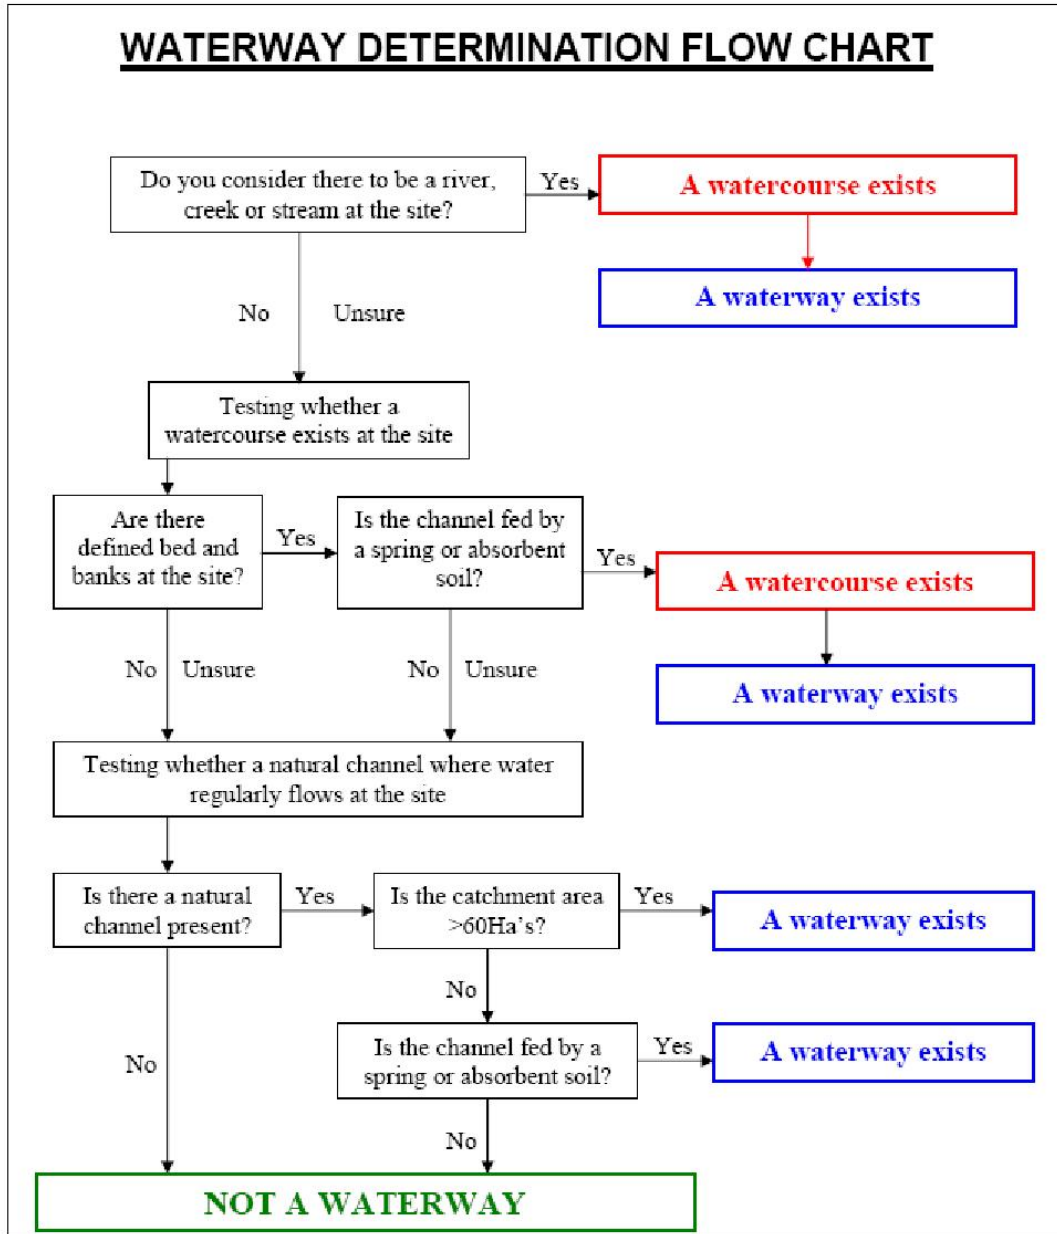 WATERWAY DETERMINATION FLOW CHART
Do you consider there to be a river,
creek or stream at the site?
Yes
A watercourse exists
A waterway exists
No
Unsure
Testing whether a
watercourse exists at the site
Are there
defined bed and
banks at the site?
Yes
Is the channel fed by
a spring or absorbent
soil?
Yes
A watercourse exists
A waterway exists
No
Unsure
No
Unsure
Testing whether a natural channel where water
regularly flows at the site
Is there a natural
channel present?
Yes
Is the catchment area
>60Ha's?
Yes
A waterway exists
No
Is the channel fed by a
spring or absorbent soil?
Yes
A waterway exists
No
No
NOT A WATERWAY